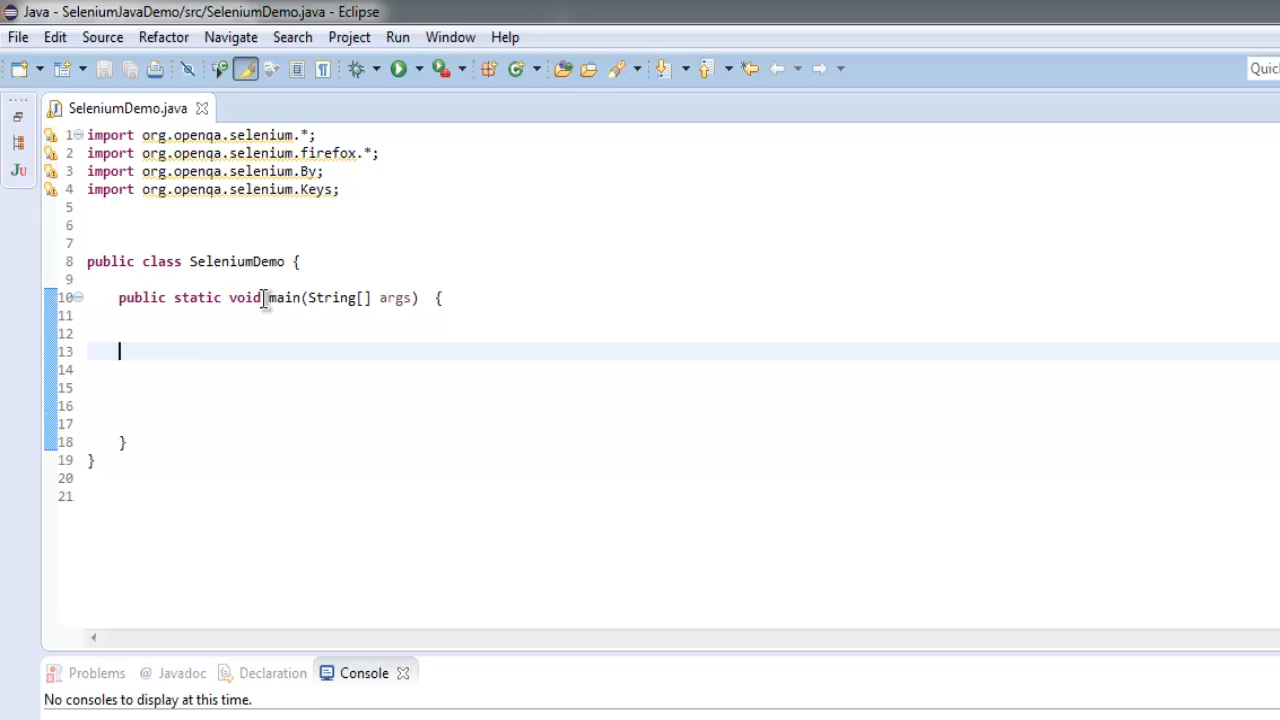 Java - SeleniumJavaDemo/src/SeleniumDemo.java - Eclipse
File Edit Source Refactor Navigate Search Project Run Window Help
Quic
SeleniumDemo.java
1 import org.openqa.selenium.*;
2 import org.openqa.selenium.firefox.*;
3 import org.openqa.selenium.By;
4 import org.openqa.selenium.Keys;
5
6
7
8 public class SeleniumDemo {
9
10 public static void main(String[] args)  {
11
12
13
14
15
16
17
18 }
19 }
20
21
Problems @ Javadoc Declaration Console
No consoles to display at this time.